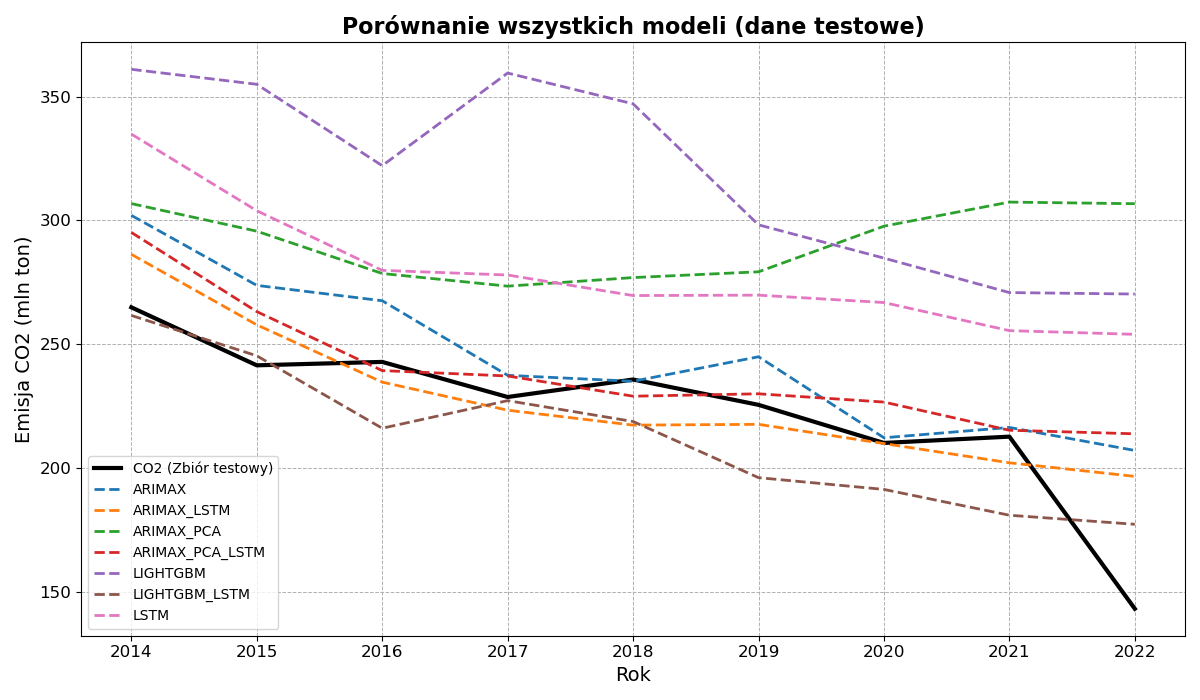 Porównanie wszystkich modeli (dane testowe)
Emisja CO2 (mln ton)
350
300
250
200
150
CO2 (Zbiór testowy)
ARIMAX
ARIMAX_LSTM
ARIMAX_PCA
ARIMAX_PCA_LSTM
LIGHTGBM
LIGHTGBM_LSTM
LSTM
2014 2015 2016 2017 2018 2019 2020 2021 2022
Rok